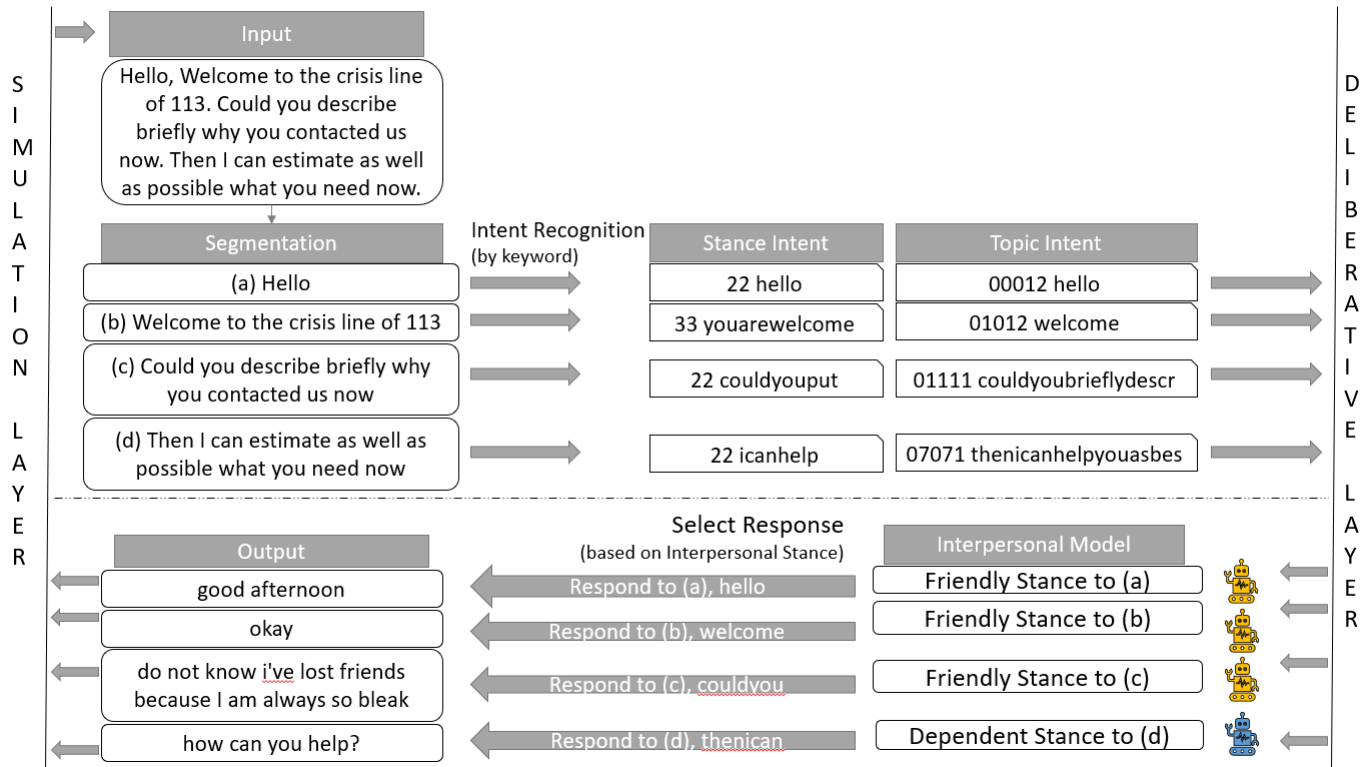 SIMULATION LAYER
Input
Hello, Welcome to the crisis line
of 113. Could you describe
briefly why you contacted us
now. Then I can estimate as well
as possible what you need now.
Segmentation
Intent Recognition
(by keyword)
Stance Intent
Topic Intent
(a) Hello
22 hello
00012 hello
(b) Welcome to the crisis line of 113
33 youarewelcome
01012 welcome
(c) Could you describe briefly why
you contacted us now
22 couldyouput
01111 couldyoubrieflydescr
(d) Then I can estimate as well as
possible what you need now
22 icanhelp
07071 thenicanhelpyouasbes
Select Response
(based on Interpersonal Stance)
Output
Interpersonal Model
good afternoon
Respond to (a), hello
Friendly Stance to (a)
okay
Respond to (b), welcome
Friendly Stance to (b)
do not know i've lost friends
because I am always so bleak
Respond to (c), couldyou
Friendly Stance to (c)
how can you help?
Respond to (d), thenican
Dependent Stance to (d)
DELIBERATIVE LAYER